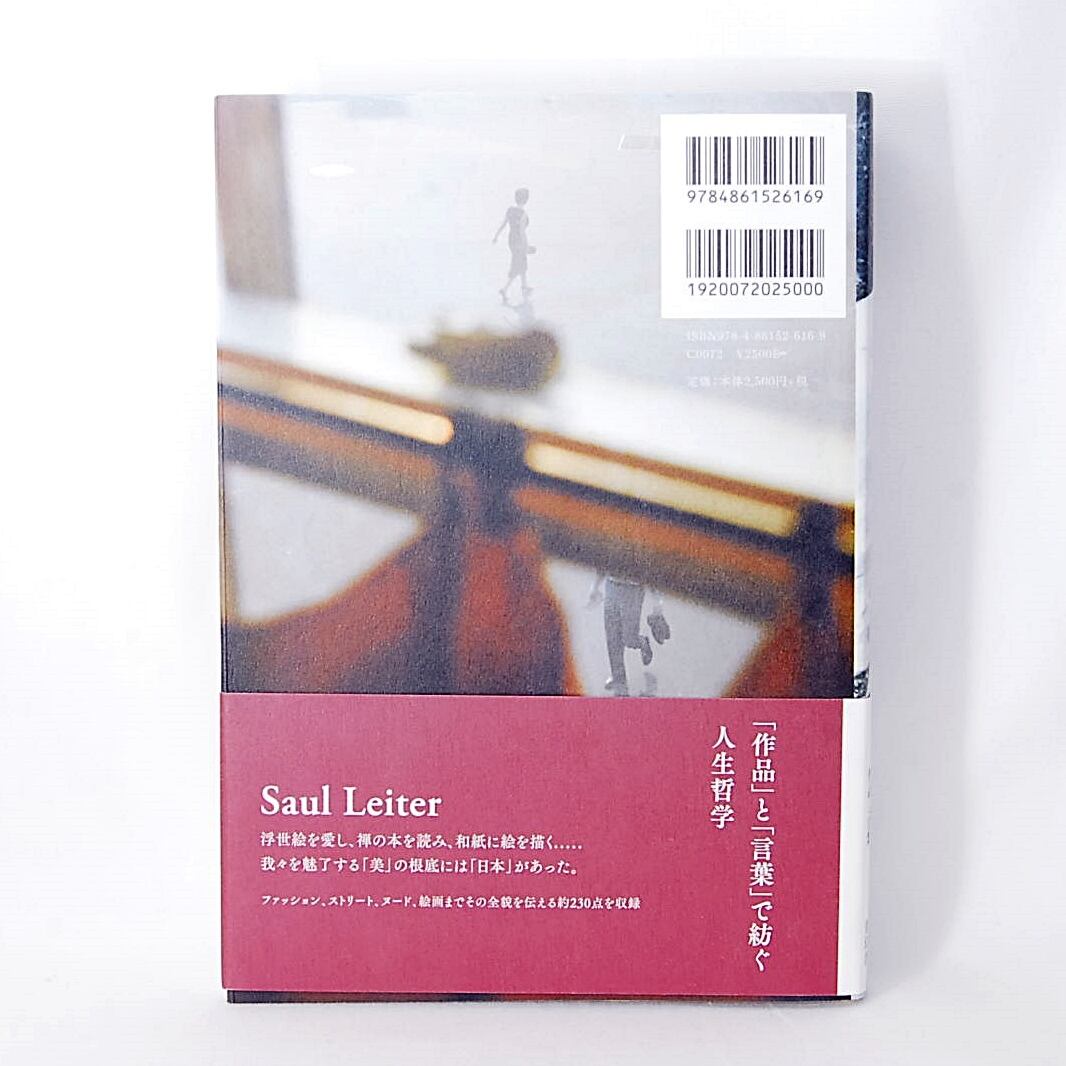 9784861526169
1920072025000
ISBN978-4-86152-616-9
C0072 ¥2500E
定価：本体2,500円+税
「作品」と「言葉」で紡ぐ
人生哲学
Saul Leiter
浮世絵を愛し、禅の本を読み、和紙に絵を描く.....
我々を魅了する「美」の根底には「日本」があった。
ファッション、ストリート、ヌード、絵画までその全貌を伝える約230点を収録